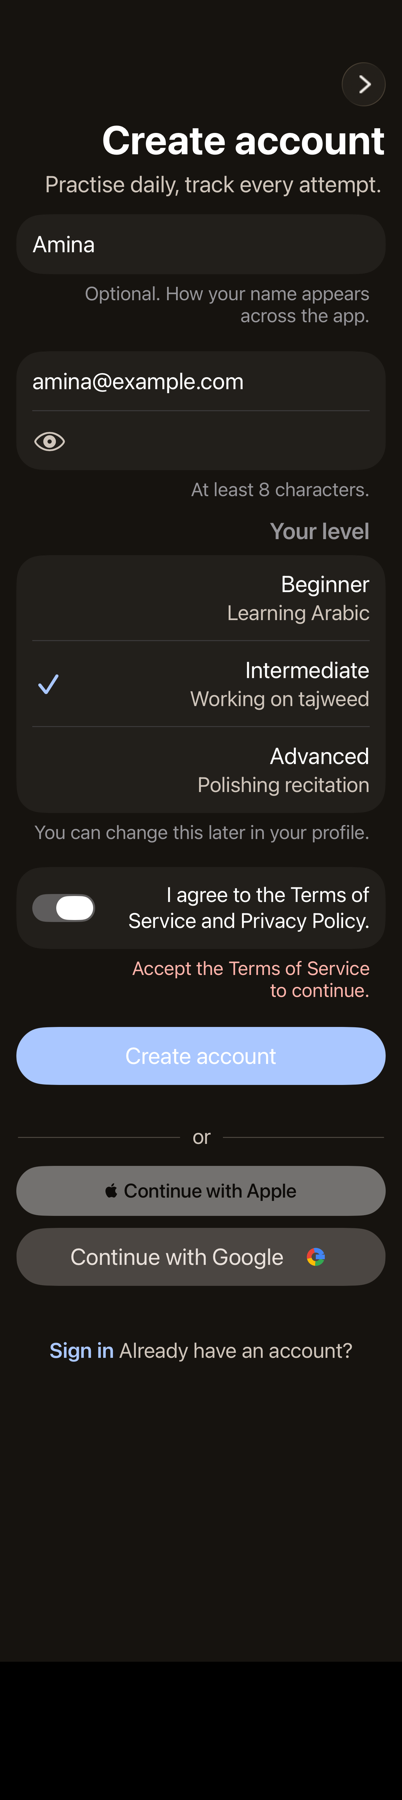 Create account
Practise daily, track every attempt.
Amina
Optional. How your name appears
across the app.
amina@example.com
At least 8 characters.
Your level
Beginner
Learning Arabic
Intermediate
Working on tajweed
Advanced
Polishing recitation
You can change this later in your profile.
I agree to the Terms of
Service and Privacy Policy.
Accept the Terms of Service
to continue.
Create account
or
Continue with Apple
Continue with Google
Sign in Already have an account?